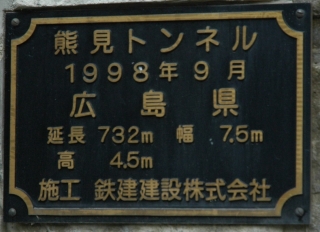 熊見トンネル
1998年9月
広島県
延長 732m 幅 7.5m
高 4.5m
施工 鉄建建設株式会社